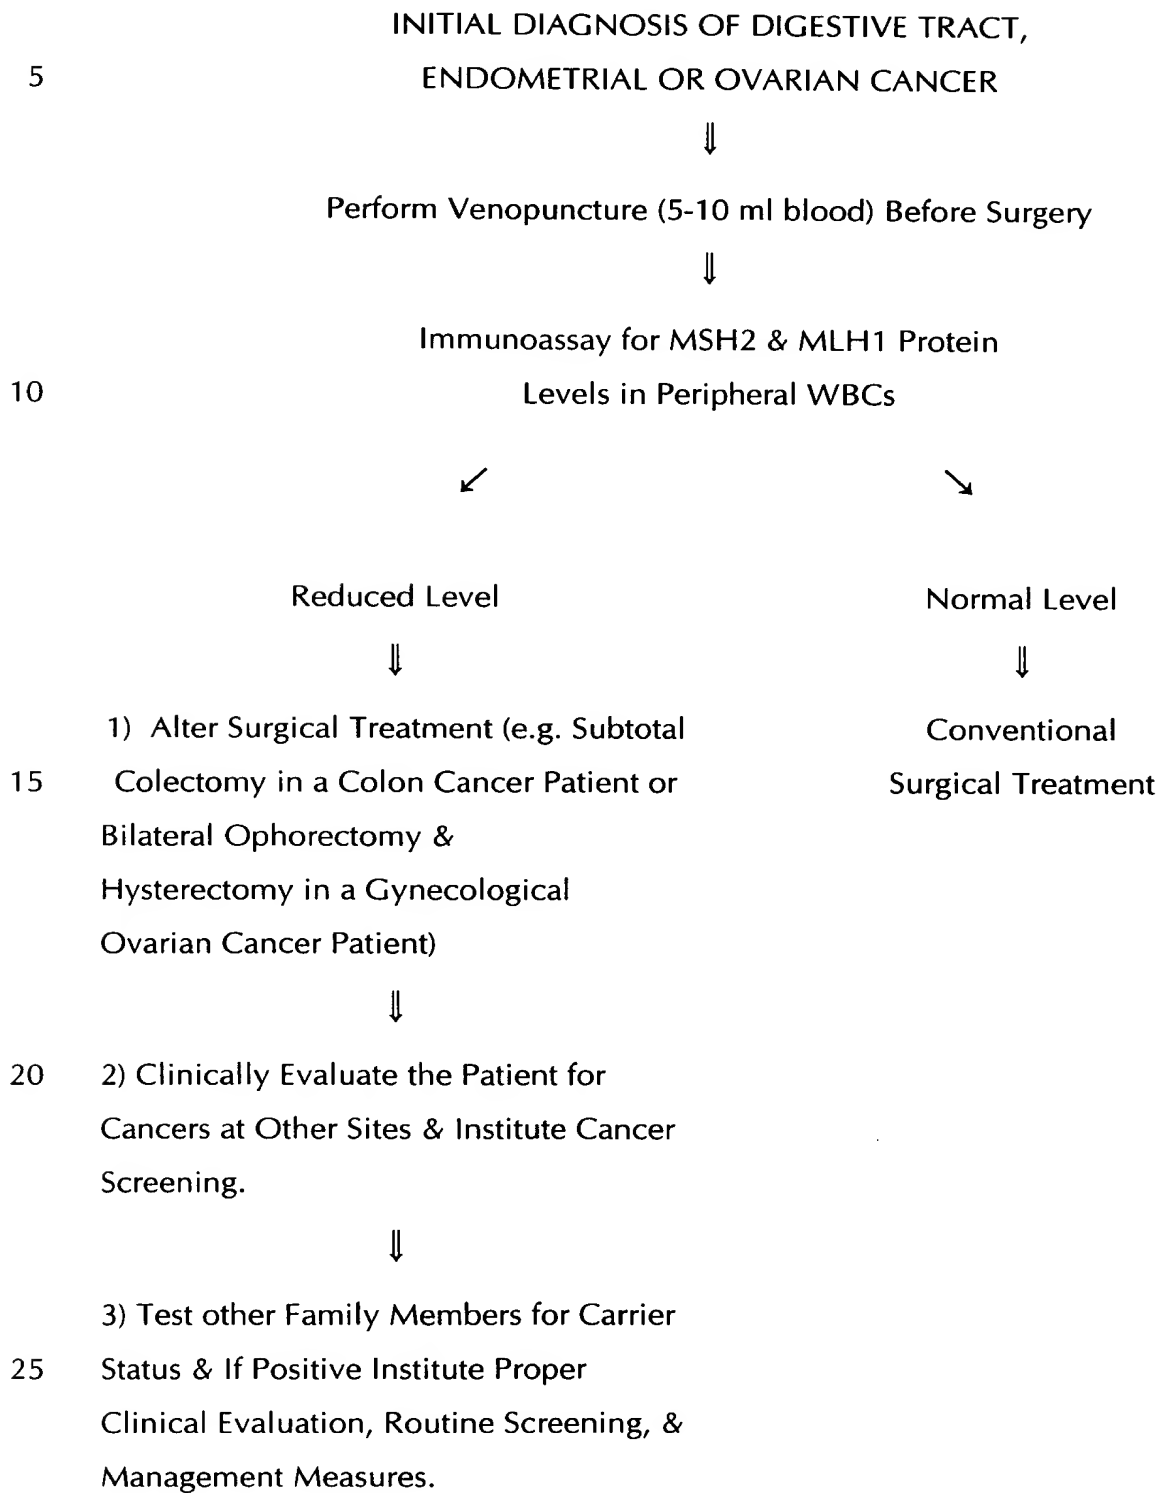 INITIAL DIAGNOSIS OF DIGESTIVE TRACT,
5 ENDOMETRIAL OR OVARIAN CANCER
⇓
Perform Venopuncture (5-10 ml blood) Before Surgery
⇓
Immunoassay for MSH2 & MLH1 Protein
10 Levels in Peripheral WBCs
↙ ↘
Reduced Level Normal Level
⇓ ⇓
1) Alter Surgical Treatment (e.g. Subtotal Conventional
15 Colectomy in a Colon Cancer Patient or Surgical Treatment
Bilateral Ophorectomy &
Hysterectomy in a Gynecological
Ovarian Cancer Patient)
⇓
20 2) Clinically Evaluate the Patient for
Cancers at Other Sites & Institute Cancer
Screening.
⇓
3) Test other Family Members for Carrier
25 Status & If Positive Institute Proper
Clinical Evaluation, Routine Screening, &
Management Measures.